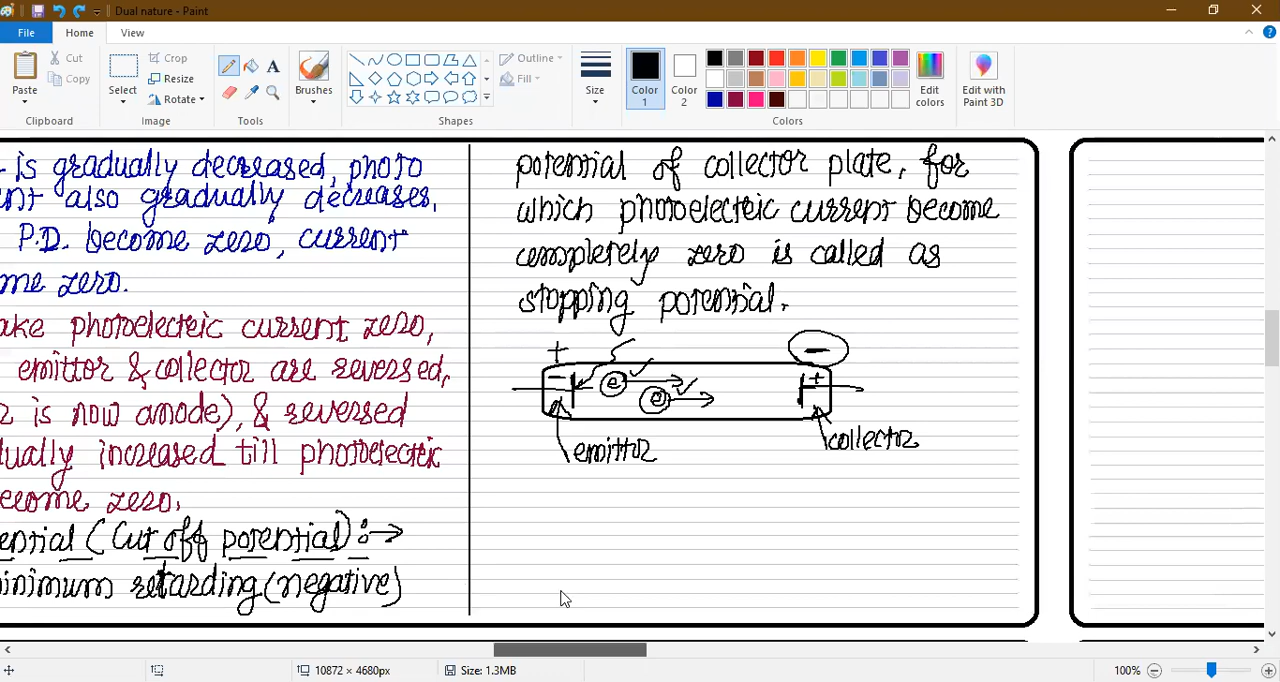 Dual nature - Paint
File
Home
View
Paste
Cut
Copy
Clipboard
Select
Crop
Resize
Rotate
Image
Tools
Brushes
Shapes
Outline
Fill
Size
Color 1
Color 2
Edit colors
Colors
Edit with Paint 3D
is gradually decreased, photo
ent also gradually decreases,
P.D. become zero, current
me zero.
ake photoelectric current zero,
emittor & collector are reversed,
r is now anode), & reversed
dually increased till photoelectric
ecome zero.
ential (Cut off potential) :→
minimum retarding (negative)
potential of collector plate, for
which photoelectric current become
completely zero is called as
stopping potential.
+
−
−
e
e
+
emittor
collector
10872 × 4680px
Size: 1.3MB
100%